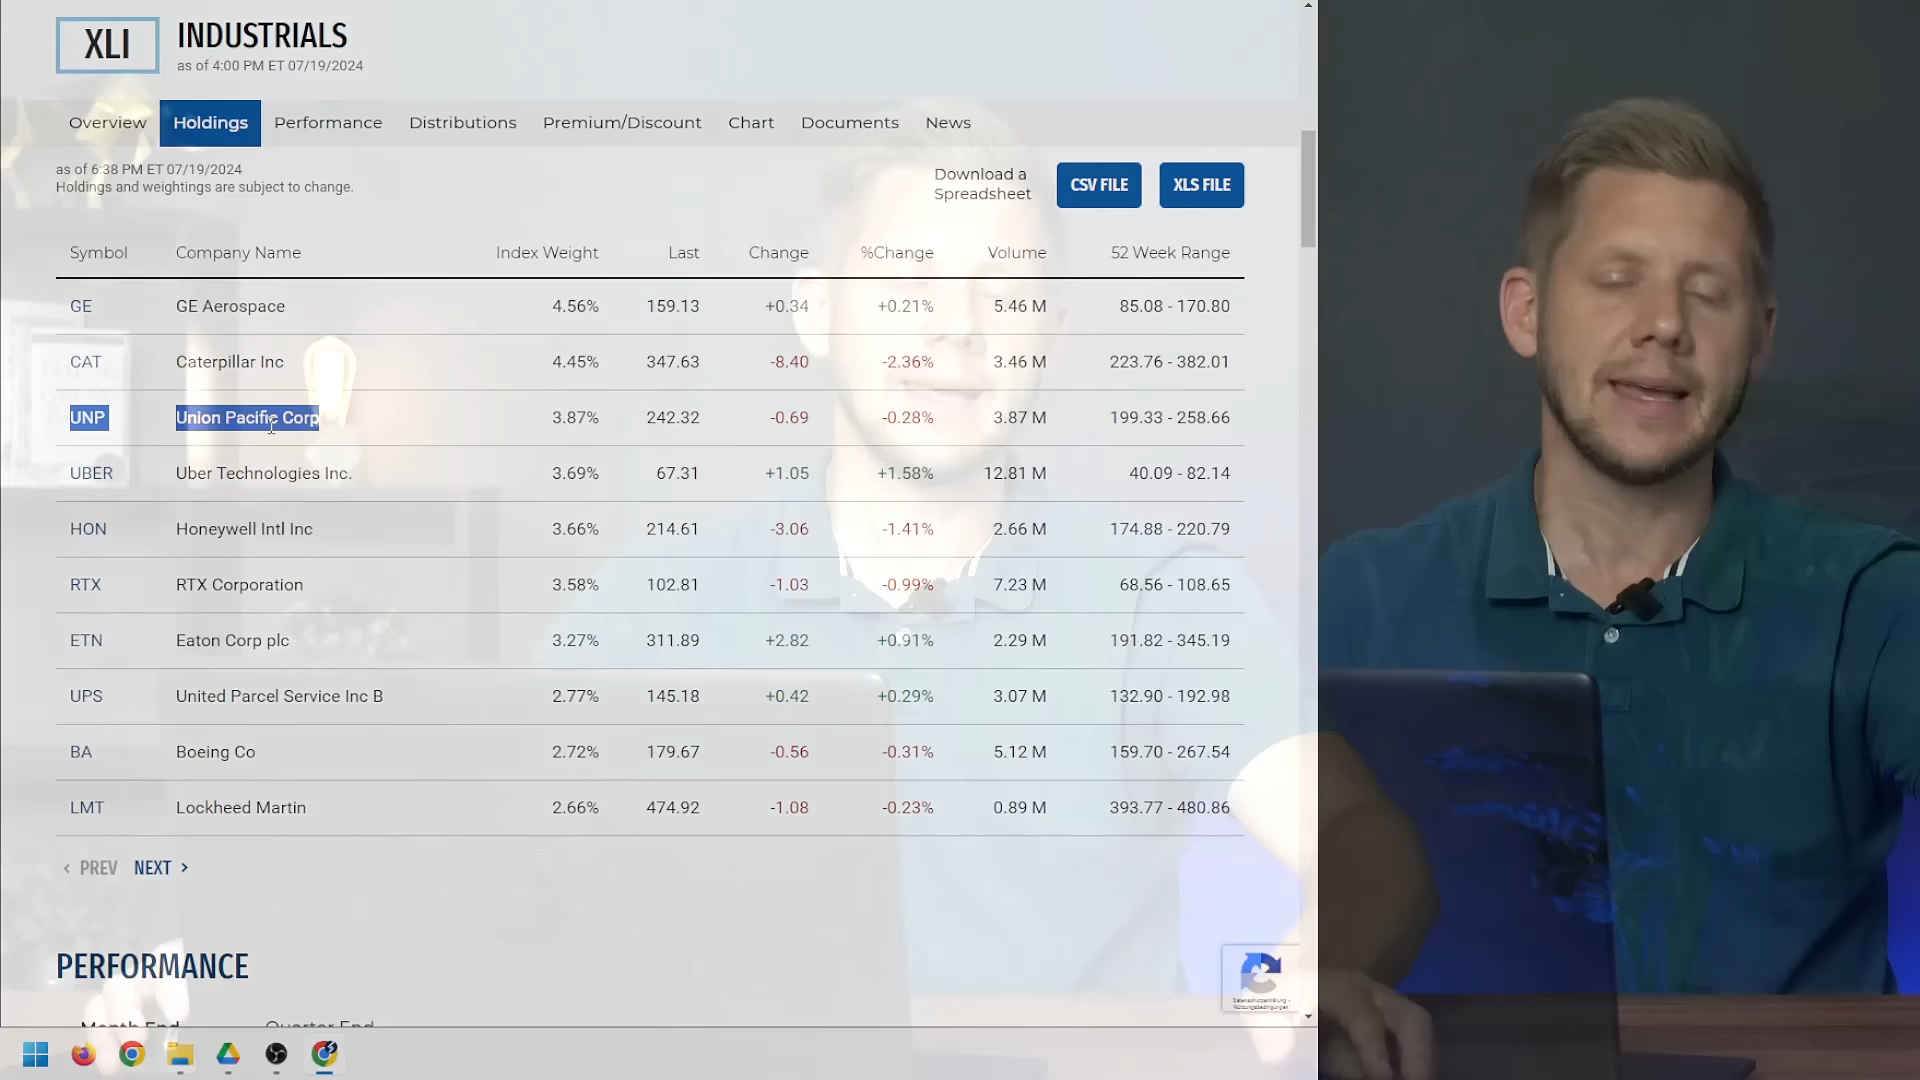 XLI
INDUSTRIALS
as of 4:00 PM ET 07/19/2024
Overview Holdings Performance Distributions Premium/Discount Chart Documents News
as of 6:38 PM ET 07/19/2024
Holdings and weightings are subject to change.
Download a
Spreadsheet
CSV FILE
XLS FILE
Symbol Company Name Index Weight Last Change %Change Volume 52 Week Range
GE GE Aerospace 4.56% 159.13 +0.34 +0.21% 5.46 M 85.08 - 170.80
CAT Caterpillar Inc 4.45% 347.63 -8.40 -2.36% 3.46 M 223.76 - 382.01
UNP Union Pacific Corp 3.87% 242.32 -0.69 -0.28% 3.87 M 199.33 - 258.66
UBER Uber Technologies Inc. 3.69% 67.31 +1.05 +1.58% 12.81 M 40.09 - 82.14
HON Honeywell Intl Inc 3.66% 214.61 -3.06 -1.41% 2.66 M 174.88 - 220.79
RTX RTX Corporation 3.58% 102.81 -1.03 -0.99% 7.23 M 68.56 - 108.65
ETN Eaton Corp plc 3.27% 311.89 +2.82 +0.91% 2.29 M 191.82 - 345.19
UPS United Parcel Service Inc B 2.77% 145.18 +0.42 +0.29% 3.07 M 132.90 - 192.98
BA Boeing Co 2.72% 179.67 -0.56 -0.31% 5.12 M 159.70 - 267.54
LMT Lockheed Martin 2.66% 474.92 -1.08 -0.23% 0.89 M 393.77 - 480.86
‹ PREV NEXT ›
PERFORMANCE
Datenschutzerklärung -
Nutzungsbedingungen
Month End Quarter End